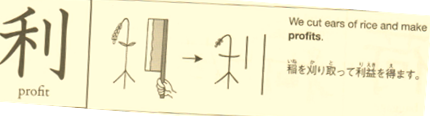 利
profit
We cut ears of rice and make
profits.
稲を刈り取って利益を得ます。